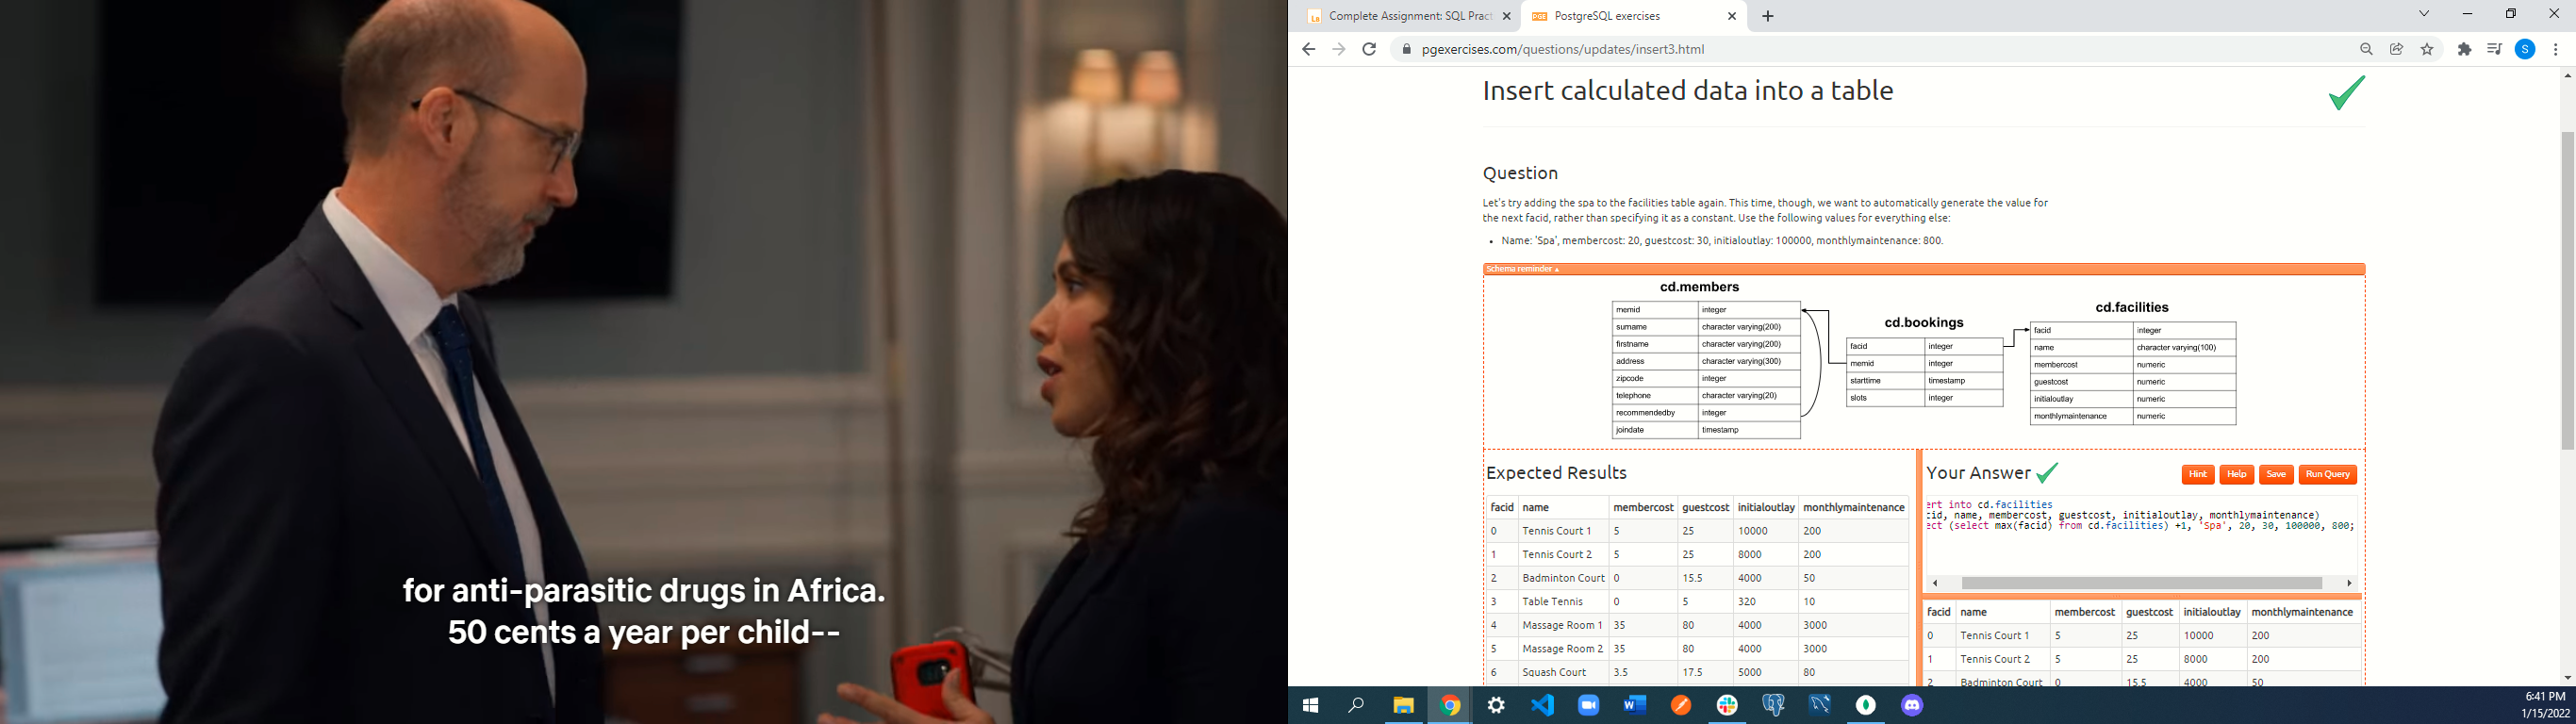 for anti-parasitic drugs in Africa.
50 cents a year per child--
Complete Assignment: SQL Pract
PostgreSQL exercises
pgexercises.com/questions/updates/insert3.html
S
Insert calculated data into a table
Question
Let's try adding the spa to the facilities table again. This time, though, we want to automatically generate the value for
the next facid, rather than specifying it as a constant. Use the following values for everything else:
• Name: 'Spa', membercost: 20, guestcost: 30, initialoutlay: 100000, monthlymaintenance: 800.
Schema reminder
cd.members
memid integer
surname character varying(200)
firstname character varying(200)
address character varying(300)
zipcode integer
telephone character varying(20)
recommendedby integer
joindate timestamp
cd.bookings
facid integer
memid integer
starttime timestamp
slots integer
cd.facilities
facid integer
name character varying(100)
membercost numeric
guestcost numeric
initialoutlay numeric
monthlymaintenance numeric
Expected Results
facid name membercost guestcost initialoutlay monthlymaintenance
0 Tennis Court 1 5 25 10000 200
1 Tennis Court 2 5 25 8000 200
2 Badminton Court 0 15.5 4000 50
3 Table Tennis 0 5 320 10
4 Massage Room 1 35 80 4000 3000
5 Massage Room 2 35 80 4000 3000
6 Squash Court 3.5 17.5 5000 80
Your Answer
Hint Help Save Run Query
ert into cd.facilities
cid, name, membercost, guestcost, initialoutlay, monthlymaintenance)
ect (select max(facid) from cd.facilities) +1, 'Spa', 20, 30, 100000, 800;
facid name membercost guestcost initialoutlay monthlymaintenance
0 Tennis Court 1 5 25 10000 200
1 Tennis Court 2 5 25 8000 200
2 Badminton Court 0 15.5 4000 50
6:41 PM
1/15/2022